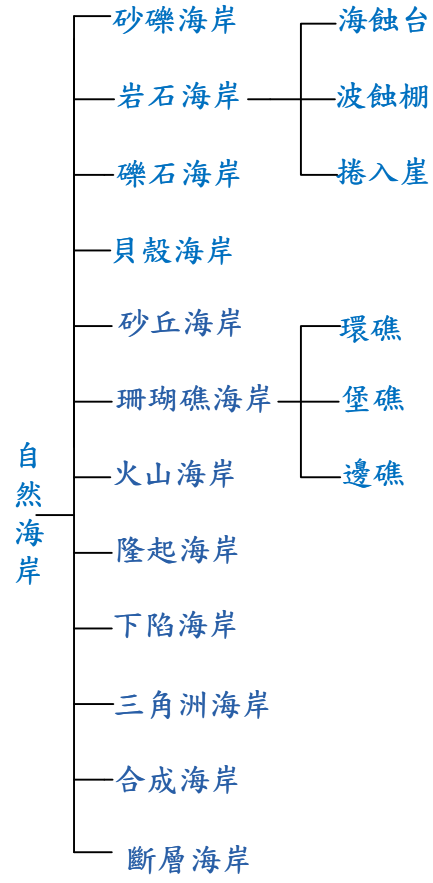 自然海岸
砂礫海岸
岩石海岸
海蝕台
波蝕棚
捲入崖
礫石海岸
貝殼海岸
砂丘海岸
珊瑚礁海岸
環礁
堡礁
邊礁
火山海岸
隆起海岸
下陷海岸
三角洲海岸
合成海岸
斷層海岸